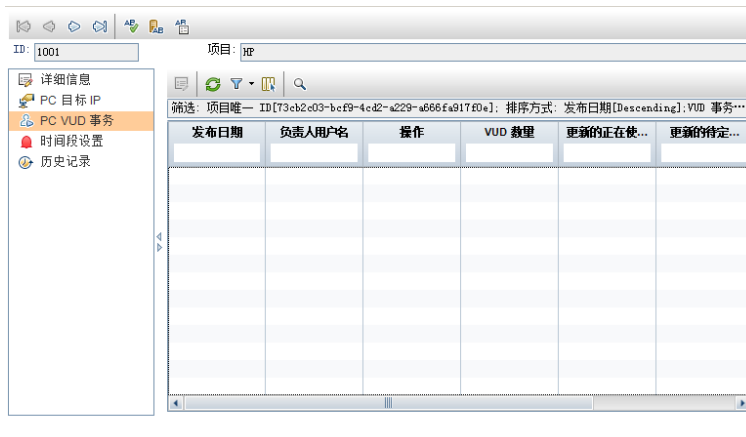 ID: 1001 项目: HP
详细信息
PC 目标 IP
PC VUD 事务
时间段设置
历史记录
筛选: 项目唯一 ID[73cb2c03-bcf9-4cd2-a229-a666fa917f0e]; 排序方式: 发布日期[Descending];VUD 事务…
发布日期 负责人用户名 操作 VUD 数量 更新的正在使… 更新的待定…